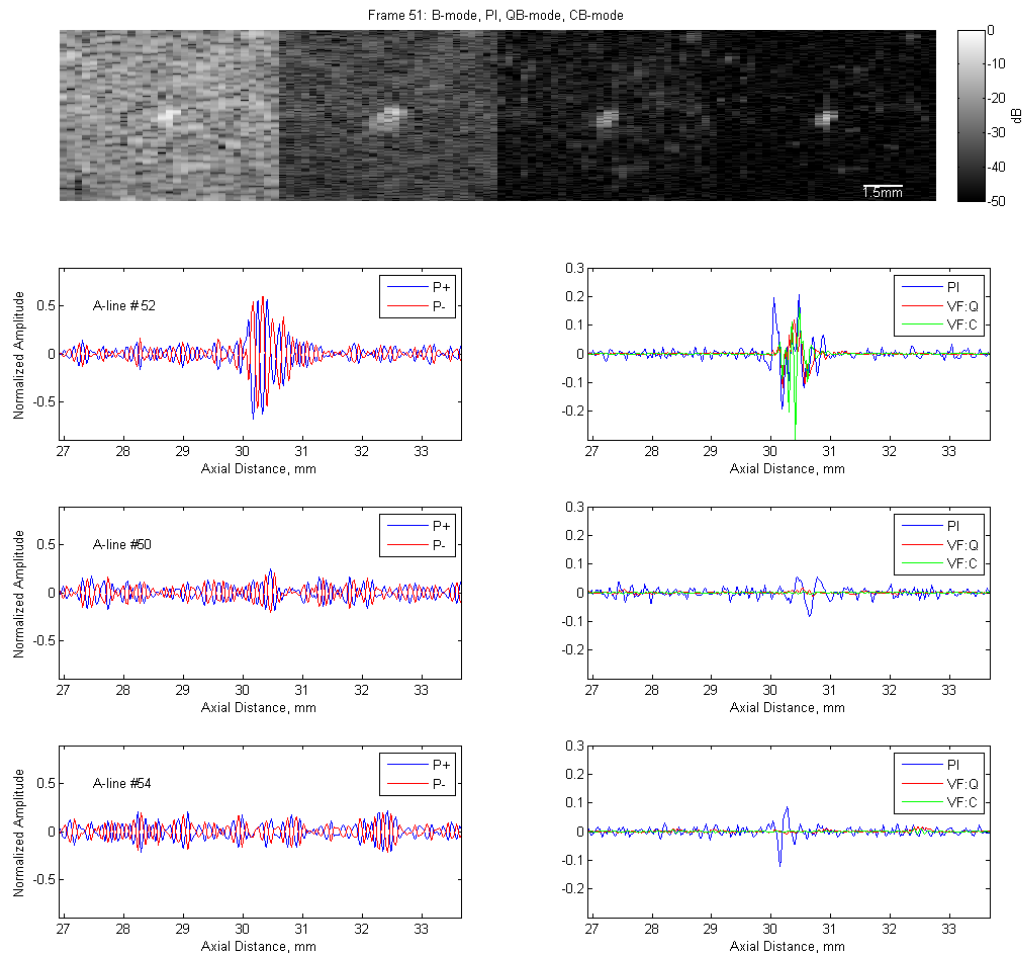 Frame 51: B-mode, PI, QB-mode, CB-mode
0
-10
-20
-30
-40
-50
dB
1.5mm
Normalized Amplitude
0.5
0
-0.5
A-line #52
P+
P-
27 28 29 30 31 32 33
Axial Distance, mm
0.3
0.2
0.1
0
-0.1
-0.2
PI
VF:Q
VF:C
27 28 29 30 31 32 33
Axial Distance, mm
Normalized Amplitude
0.5
0
-0.5
A-line #50
P+
P-
27 28 29 30 31 32 33
Axial Distance, mm
0.3
0.2
0.1
0
-0.1
-0.2
PI
VF:Q
VF:C
27 28 29 30 31 32 33
Axial Distance, mm
Normalized Amplitude
0.5
0
-0.5
A-line #54
P+
P-
27 28 29 30 31 32 33
Axial Distance, mm
0.3
0.2
0.1
0
-0.1
-0.2
PI
VF:Q
VF:C
27 28 29 30 31 32 33
Axial Distance, mm